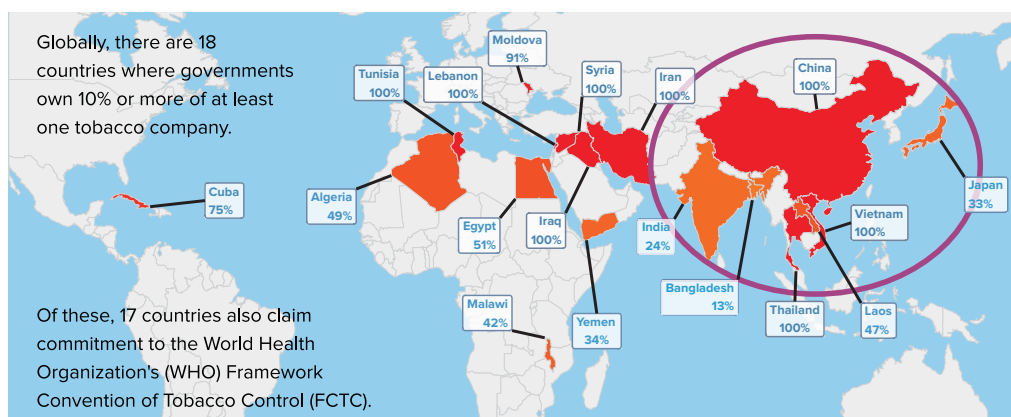 Globally, there are 18
countries where governments
own 10% or more of at least
one tobacco company.
Moldova
91%
Tunisia
100%
Lebanon
100%
Syria
100%
Iran
100%
China
100%
Cuba
75%
Algeria
49%
Egypt
51%
Iraq
100%
India
24%
Vietnam
100%
Japan
33%
Bangladesh
13%
Malawi
42%
Yemen
34%
Thailand
100%
Laos
47%
Of these, 17 countries also claim
commitment to the World Health
Organization's (WHO) Framework
Convention of Tobacco Control (FCTC).